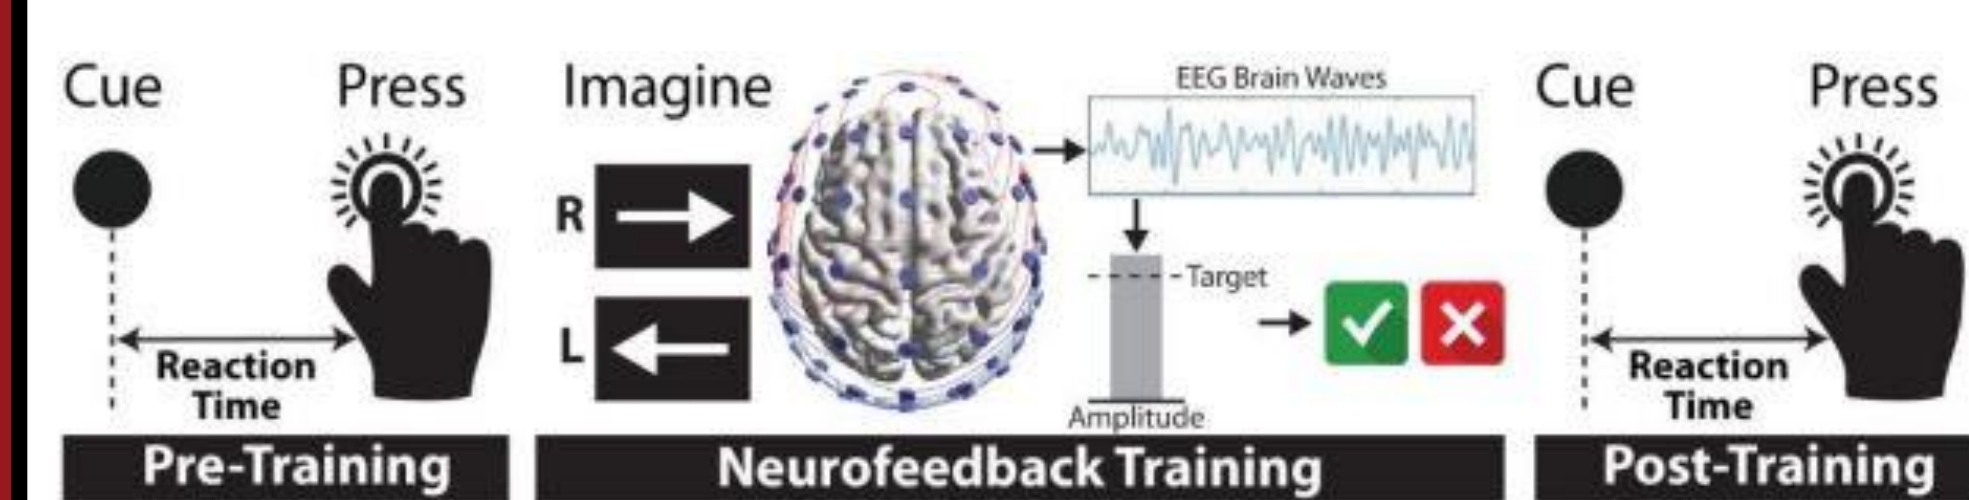 Cue
Press
Reaction
Time
Pre-Training
Imagine
R
L
EEG Brain Waves
Target
Amplitude
Neurofeedback Training
Cue
Press
Reaction
Time
Post-Training